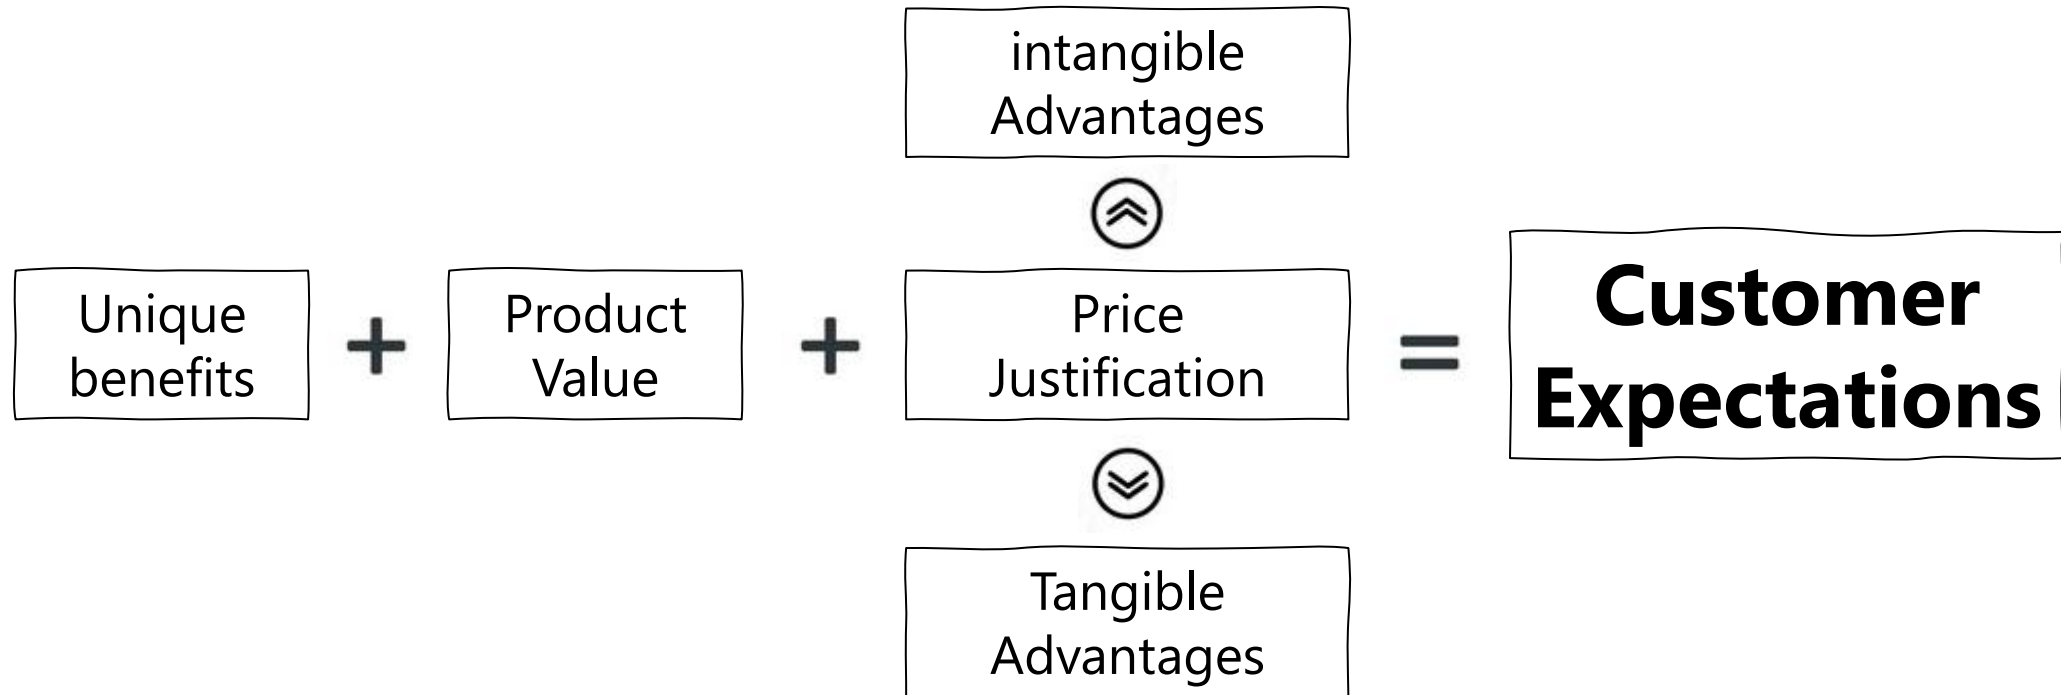 intangible
Advantages
Unique
benefits
+
Product
Value
+
Price
Justification
=
Customer
Expectations
Tangible
Advantages